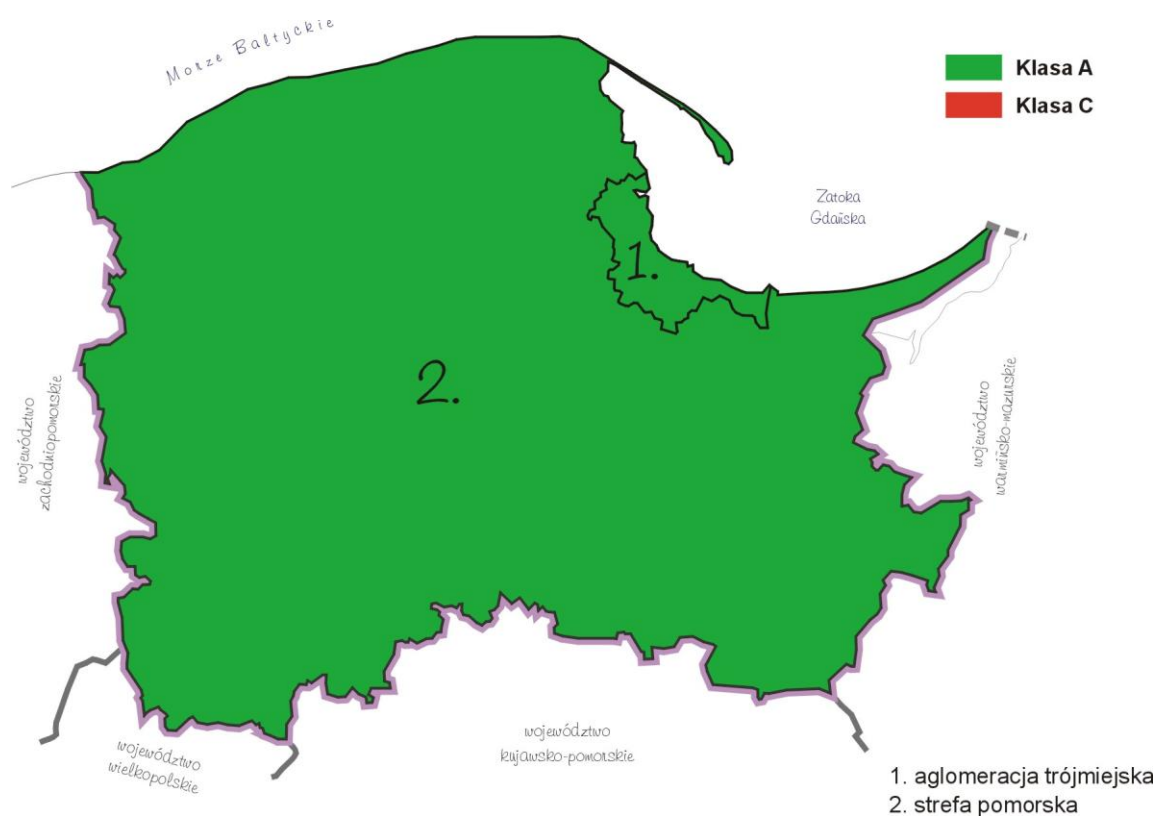 Morze Bałtyckie
Klasa A
Klasa C
Zatoka
Gdańska
1.
2.
województwo
zachodniopomorskie
województwo
warmińsko-mazurskie
województwo
wielkopolskie
województwo
kujawsko-pomorskie
1. aglomeracja trójmiejska
2. strefa pomorska